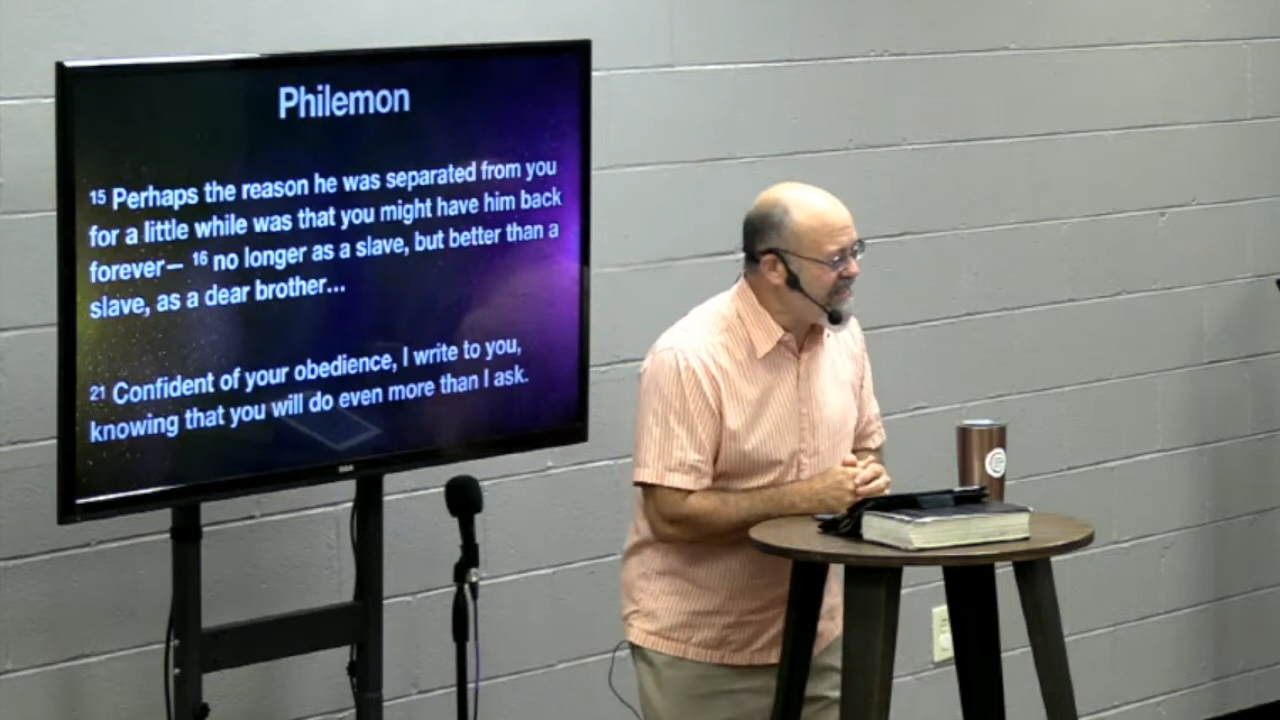 Philemon
15 Perhaps the reason he was separated from you
for a little while was that you might have him back
forever– 16 no longer as a slave, but better than a
slave, as a dear brother...
21 Confident of your obedience, I write to you,
knowing that you will do even more than I ask.
RCA